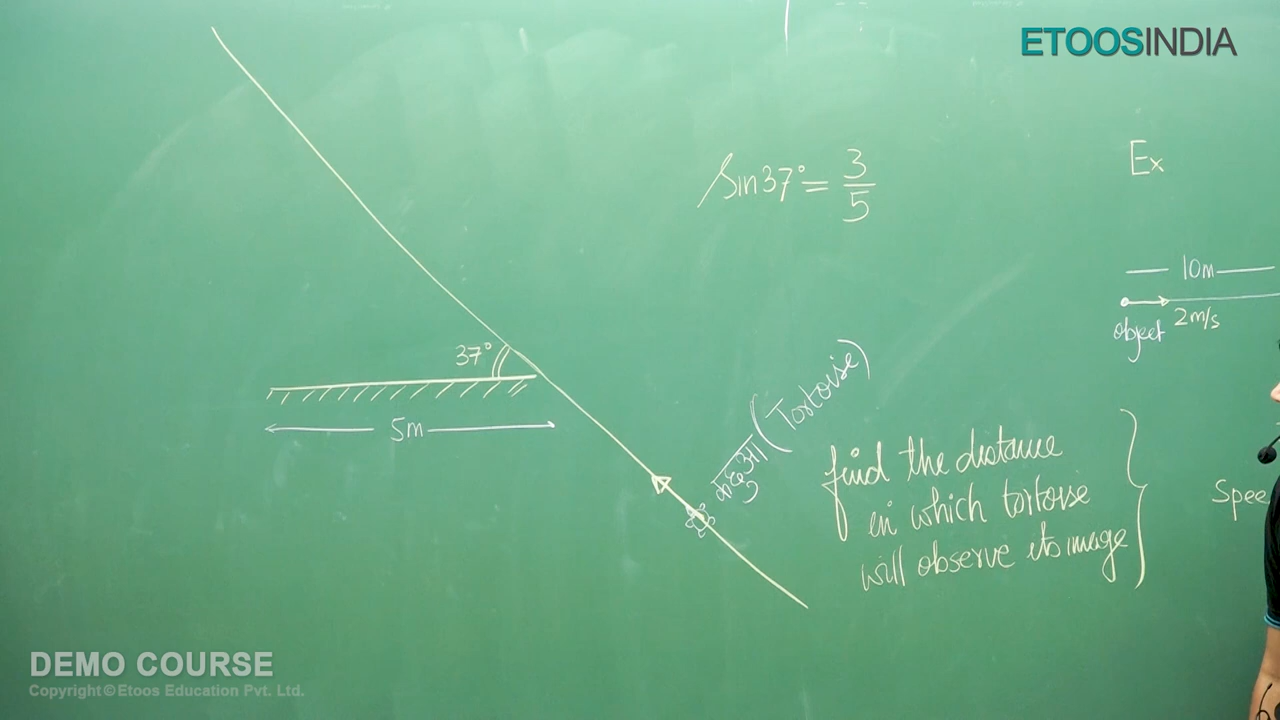 ETOOSINDIA
Sin37°= 3/5
Ex
10m
object 2m/s
37°
5m
कछुआ (Tortoise)
find the distance
in which tortoise
will observe its image
Spee
DEMO COURSE
Copyright © Etoos Education Pvt. Ltd.